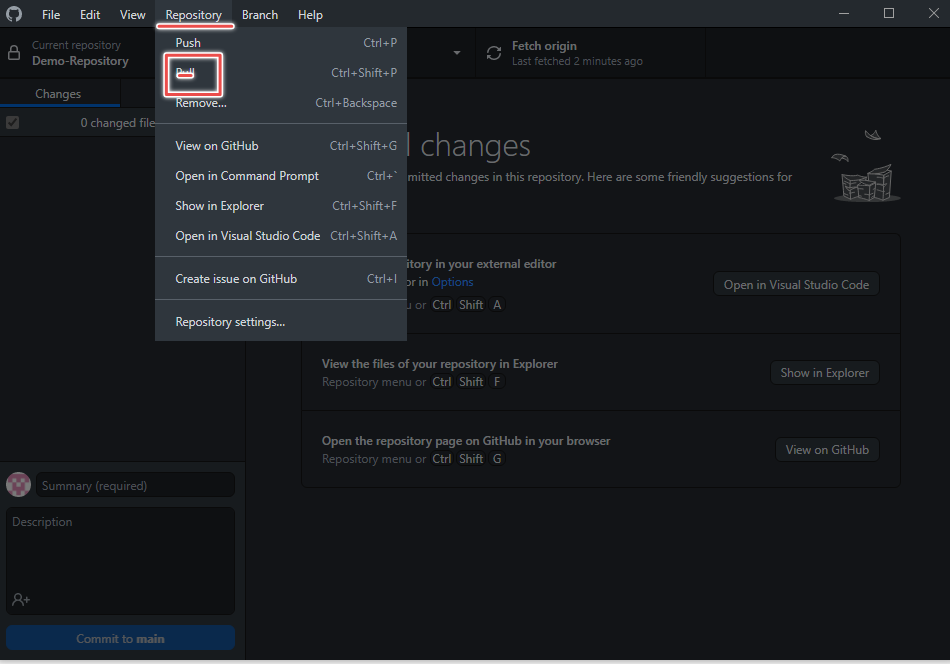 File Edit View Repository Branch Help
Current repository
Demo-Repository
Fetch origin
Last fetched 2 minutes ago
Push Ctrl+P
Pull Ctrl+Shift+P
Remove... Ctrl+Backspace
View on GitHub Ctrl+Shift+G
Open in Command Prompt Ctrl+`
Show in Explorer Ctrl+Shift+F
Open in Visual Studio Code Ctrl+Shift+A
Create issue on GitHub Ctrl+I
Repository settings...
Changes
0 changed file
changes
mitted changes in this repository. Here are some friendly suggestions for
itory in your external editor
or in Options
or Ctrl Shift A
Open in Visual Studio Code
View the files of your repository in Explorer
Repository menu or Ctrl Shift F
Show in Explorer
Open the repository page on GitHub in your browser
Repository menu or Ctrl Shift G
View on GitHub
Summary (required)
Description
Commit to main